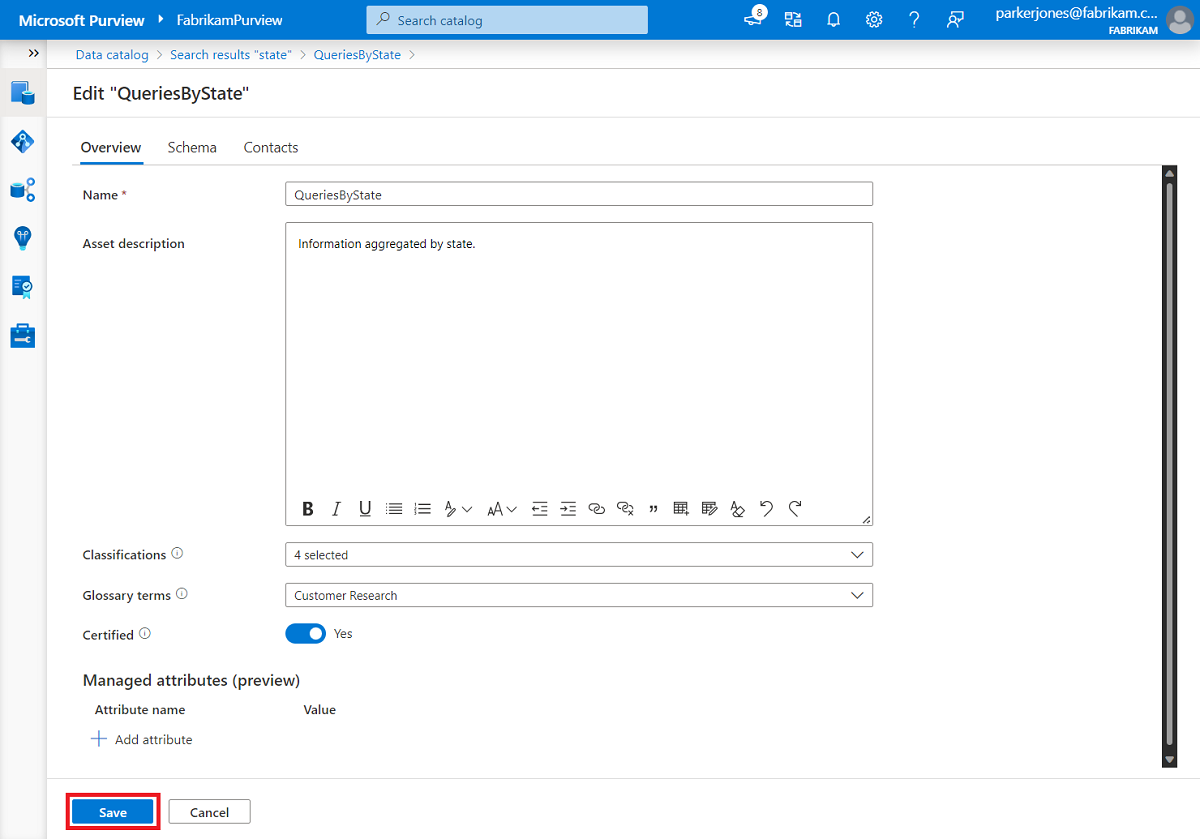 Microsoft Purview FabrikamPurview Search catalog 8 parkerjones@fabrikam.c...
FABRIKAM
Data catalog > Search results "state" > QueriesByState >
Edit "QueriesByState"
Overview Schema Contacts
Name * QueriesByState
Asset description Information aggregated by state.
Classifications 4 selected
Glossary terms Customer Research
Certified Yes
Managed attributes (preview)
Attribute name Value
Add attribute
Save Cancel